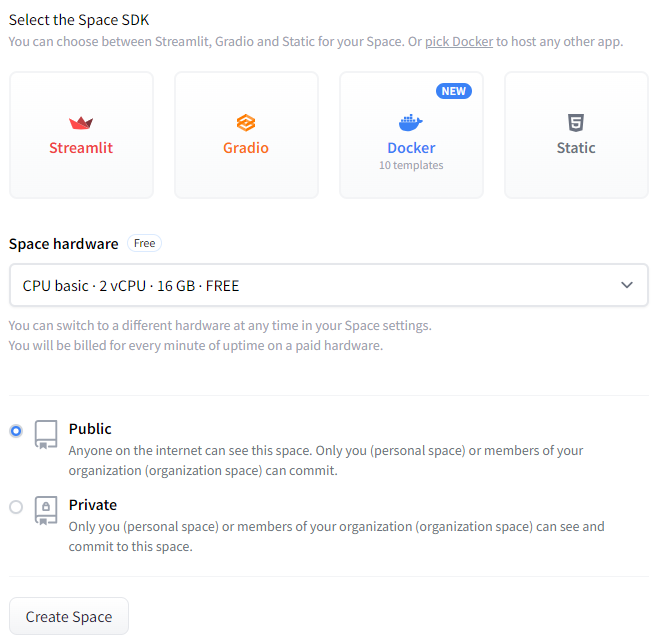 Select the Space SDK
You can choose between Streamlit, Gradio and Static for your Space. Or pick Docker to host any other app.
Streamlit
Gradio
NEW
Docker
10 templates
Static
Space hardware Free
CPU basic · 2 vCPU · 16 GB · FREE
You can switch to a different hardware at any time in your Space settings.
You will be billed for every minute of uptime on a paid hardware.
Public
Anyone on the internet can see this space. Only you (personal space) or members of your
organization (organization space) can commit.
Private
Only you (personal space) or members of your organization (organization space) can see and
commit to this space.
Create Space